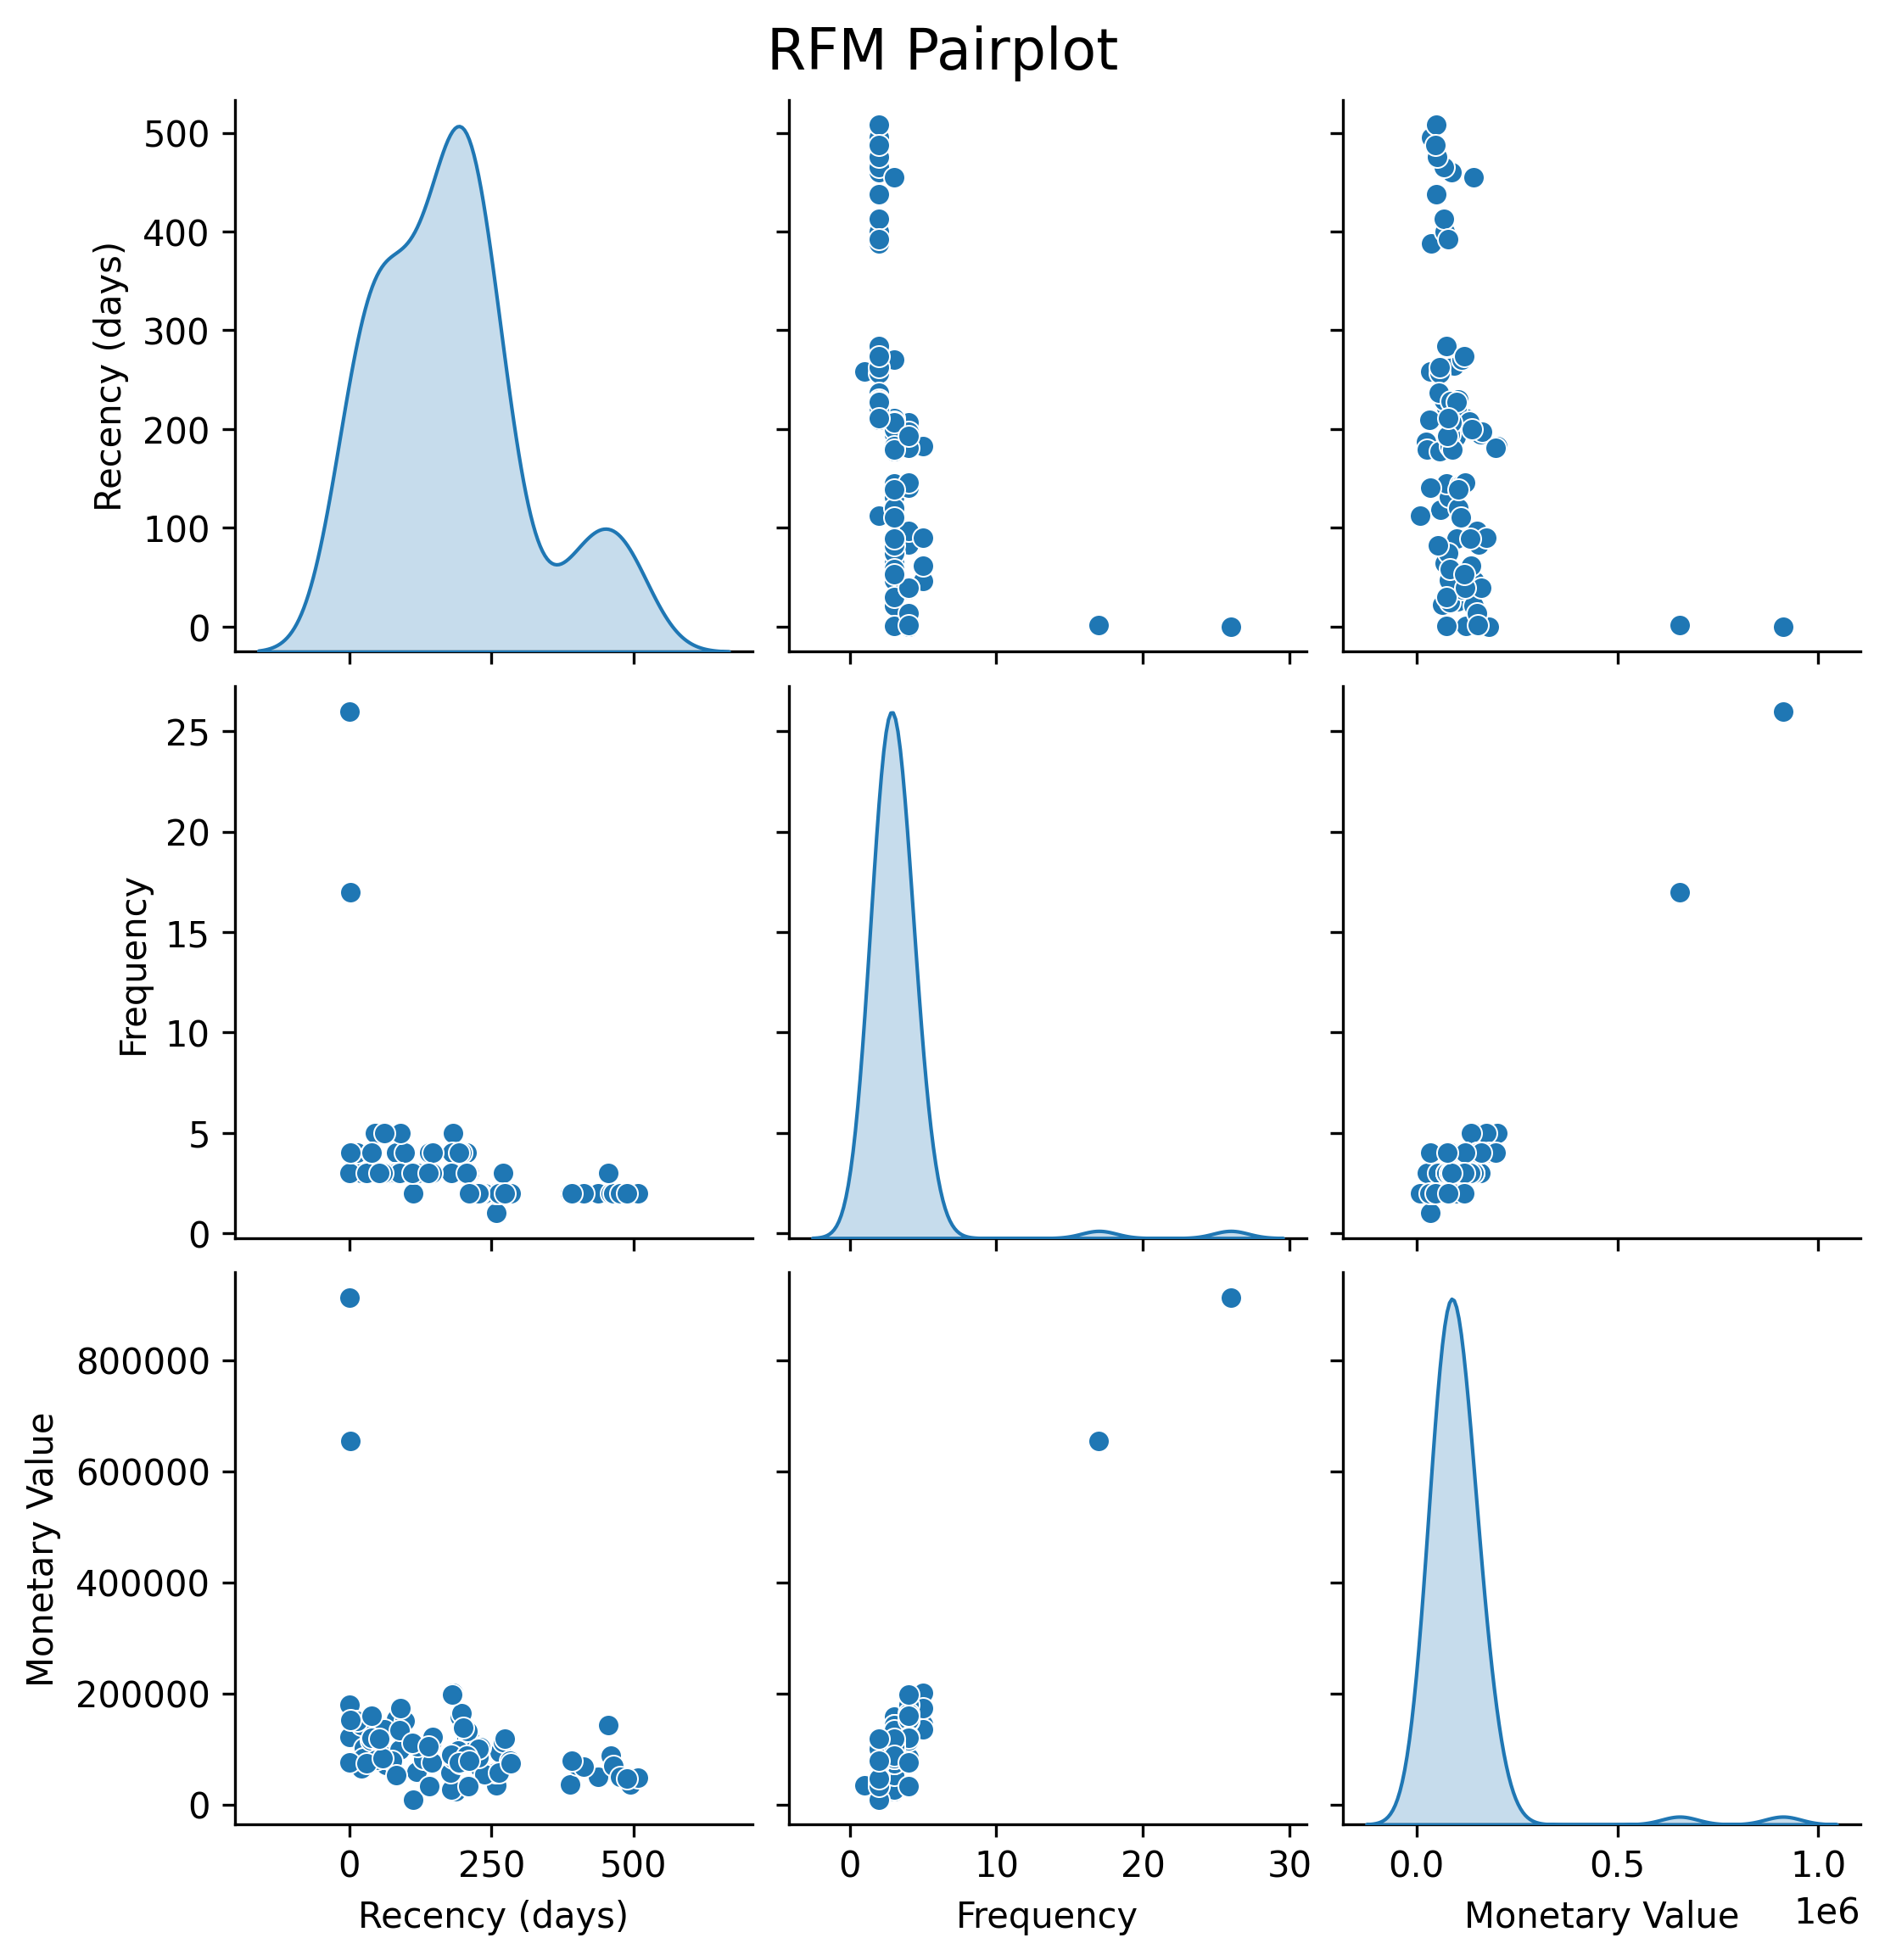 RFM Pairplot
500
400
300
200
100
0
Recency (days)
25
20
15
10
5
0
Frequency
800000
600000
400000
200000
0
Monetary Value
0 250 500
Recency (days)
0 10 20 30
Frequency
0.0 0.5 1.0
1e6
Monetary Value